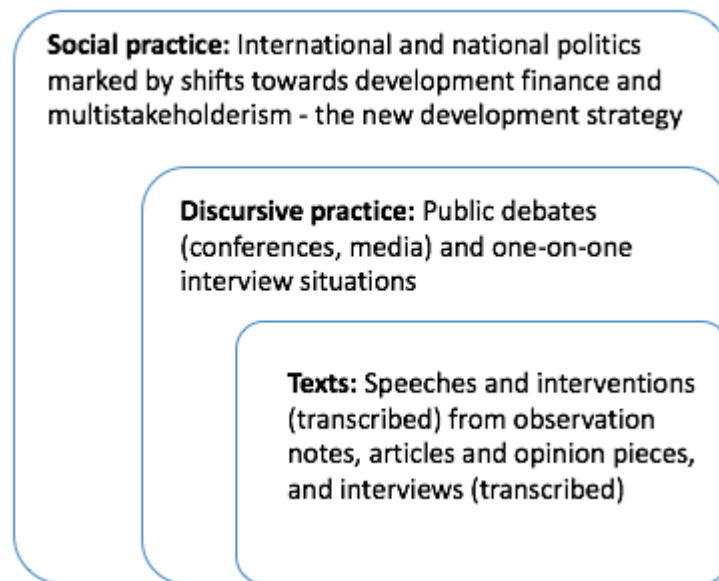 Social practice: International and national politics
marked by shifts towards development finance and
multistakeholderism - the new development strategy
Discursive practice: Public debates
(conferences, media) and one-on-one
interview situations
Texts: Speeches and interventions
(transcribed) from observation
notes, articles and opinion pieces,
and interviews (transcribed)